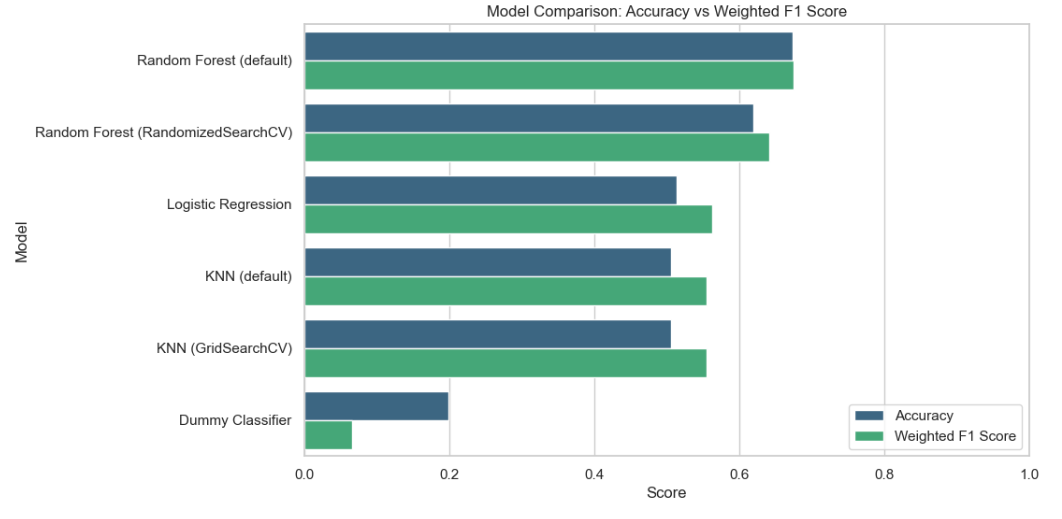 Model Comparison: Accuracy vs Weighted F1 Score
Model
Random Forest (default)
Random Forest (RandomizedSearchCV)
Logistic Regression
KNN (default)
KNN (GridSearchCV)
Dummy Classifier
Accuracy
Weighted F1 Score
0.0 0.2 0.4 0.6 0.8 1.0
Score